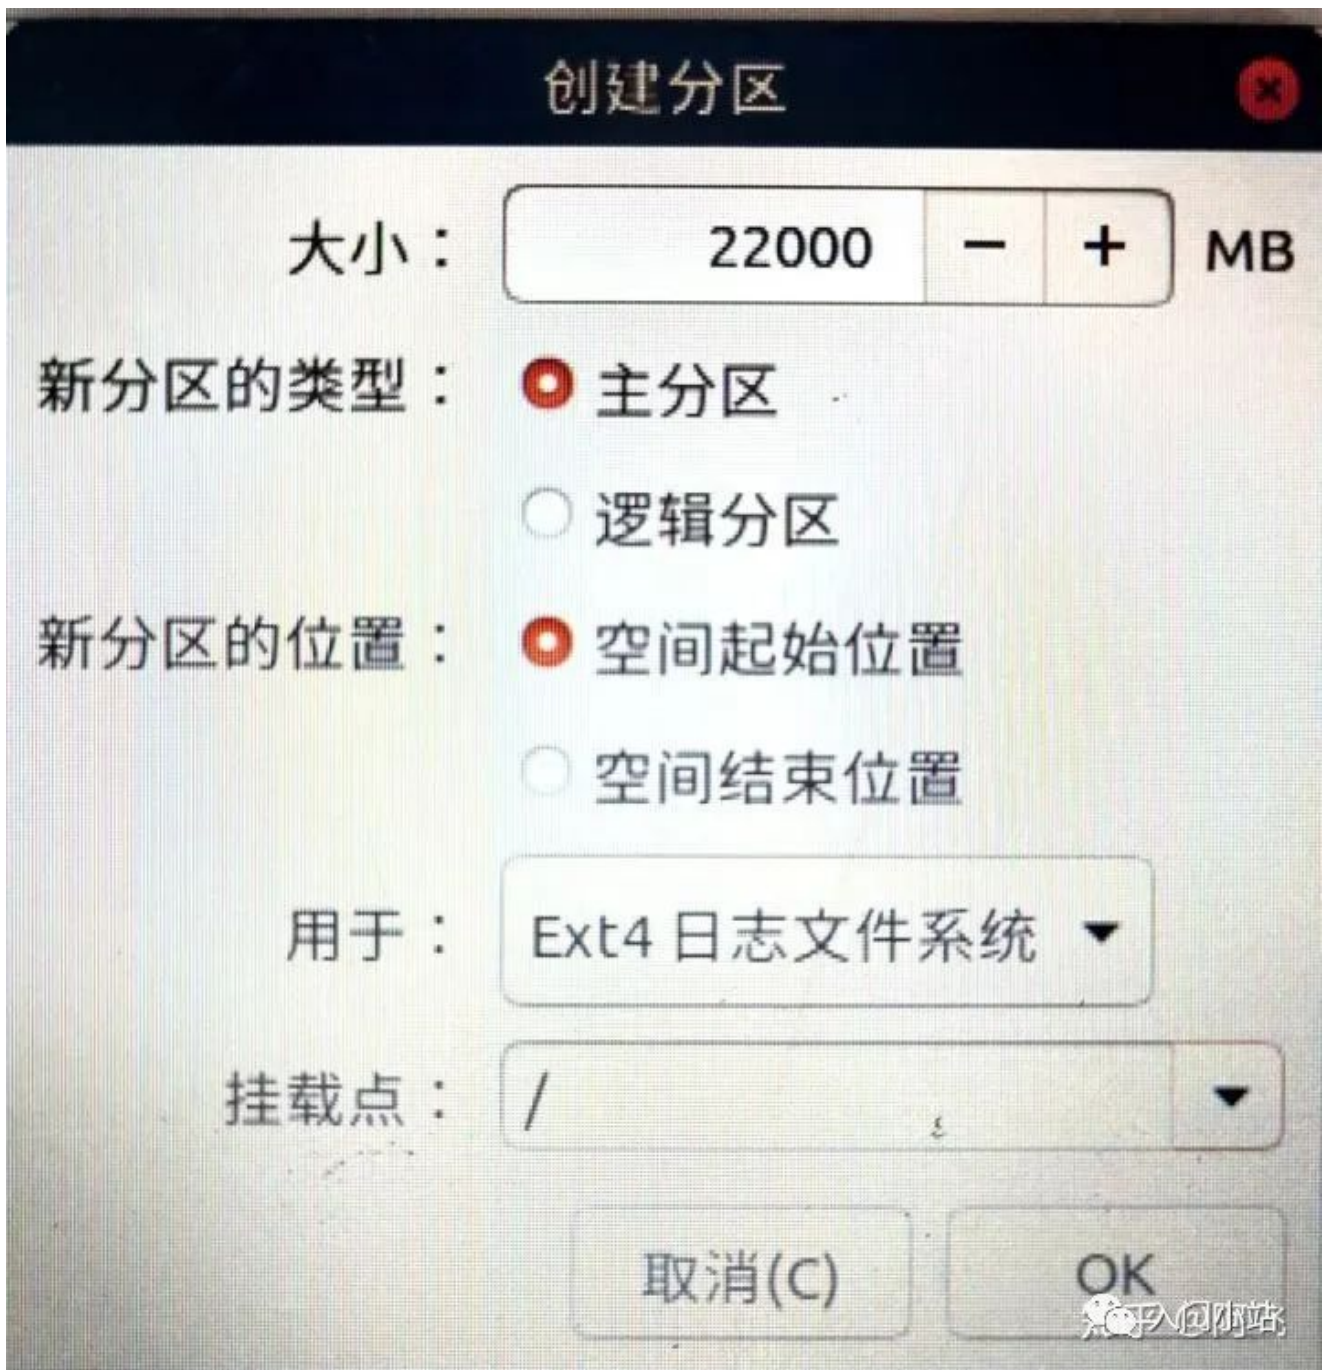 创建分区
大小： 22000 − + MB
新分区的类型： 主分区
逻辑分区
新分区的位置： 空间起始位置
空间结束位置
用于： Ext4 日志文件系统
挂载点： /
取消(C) OK